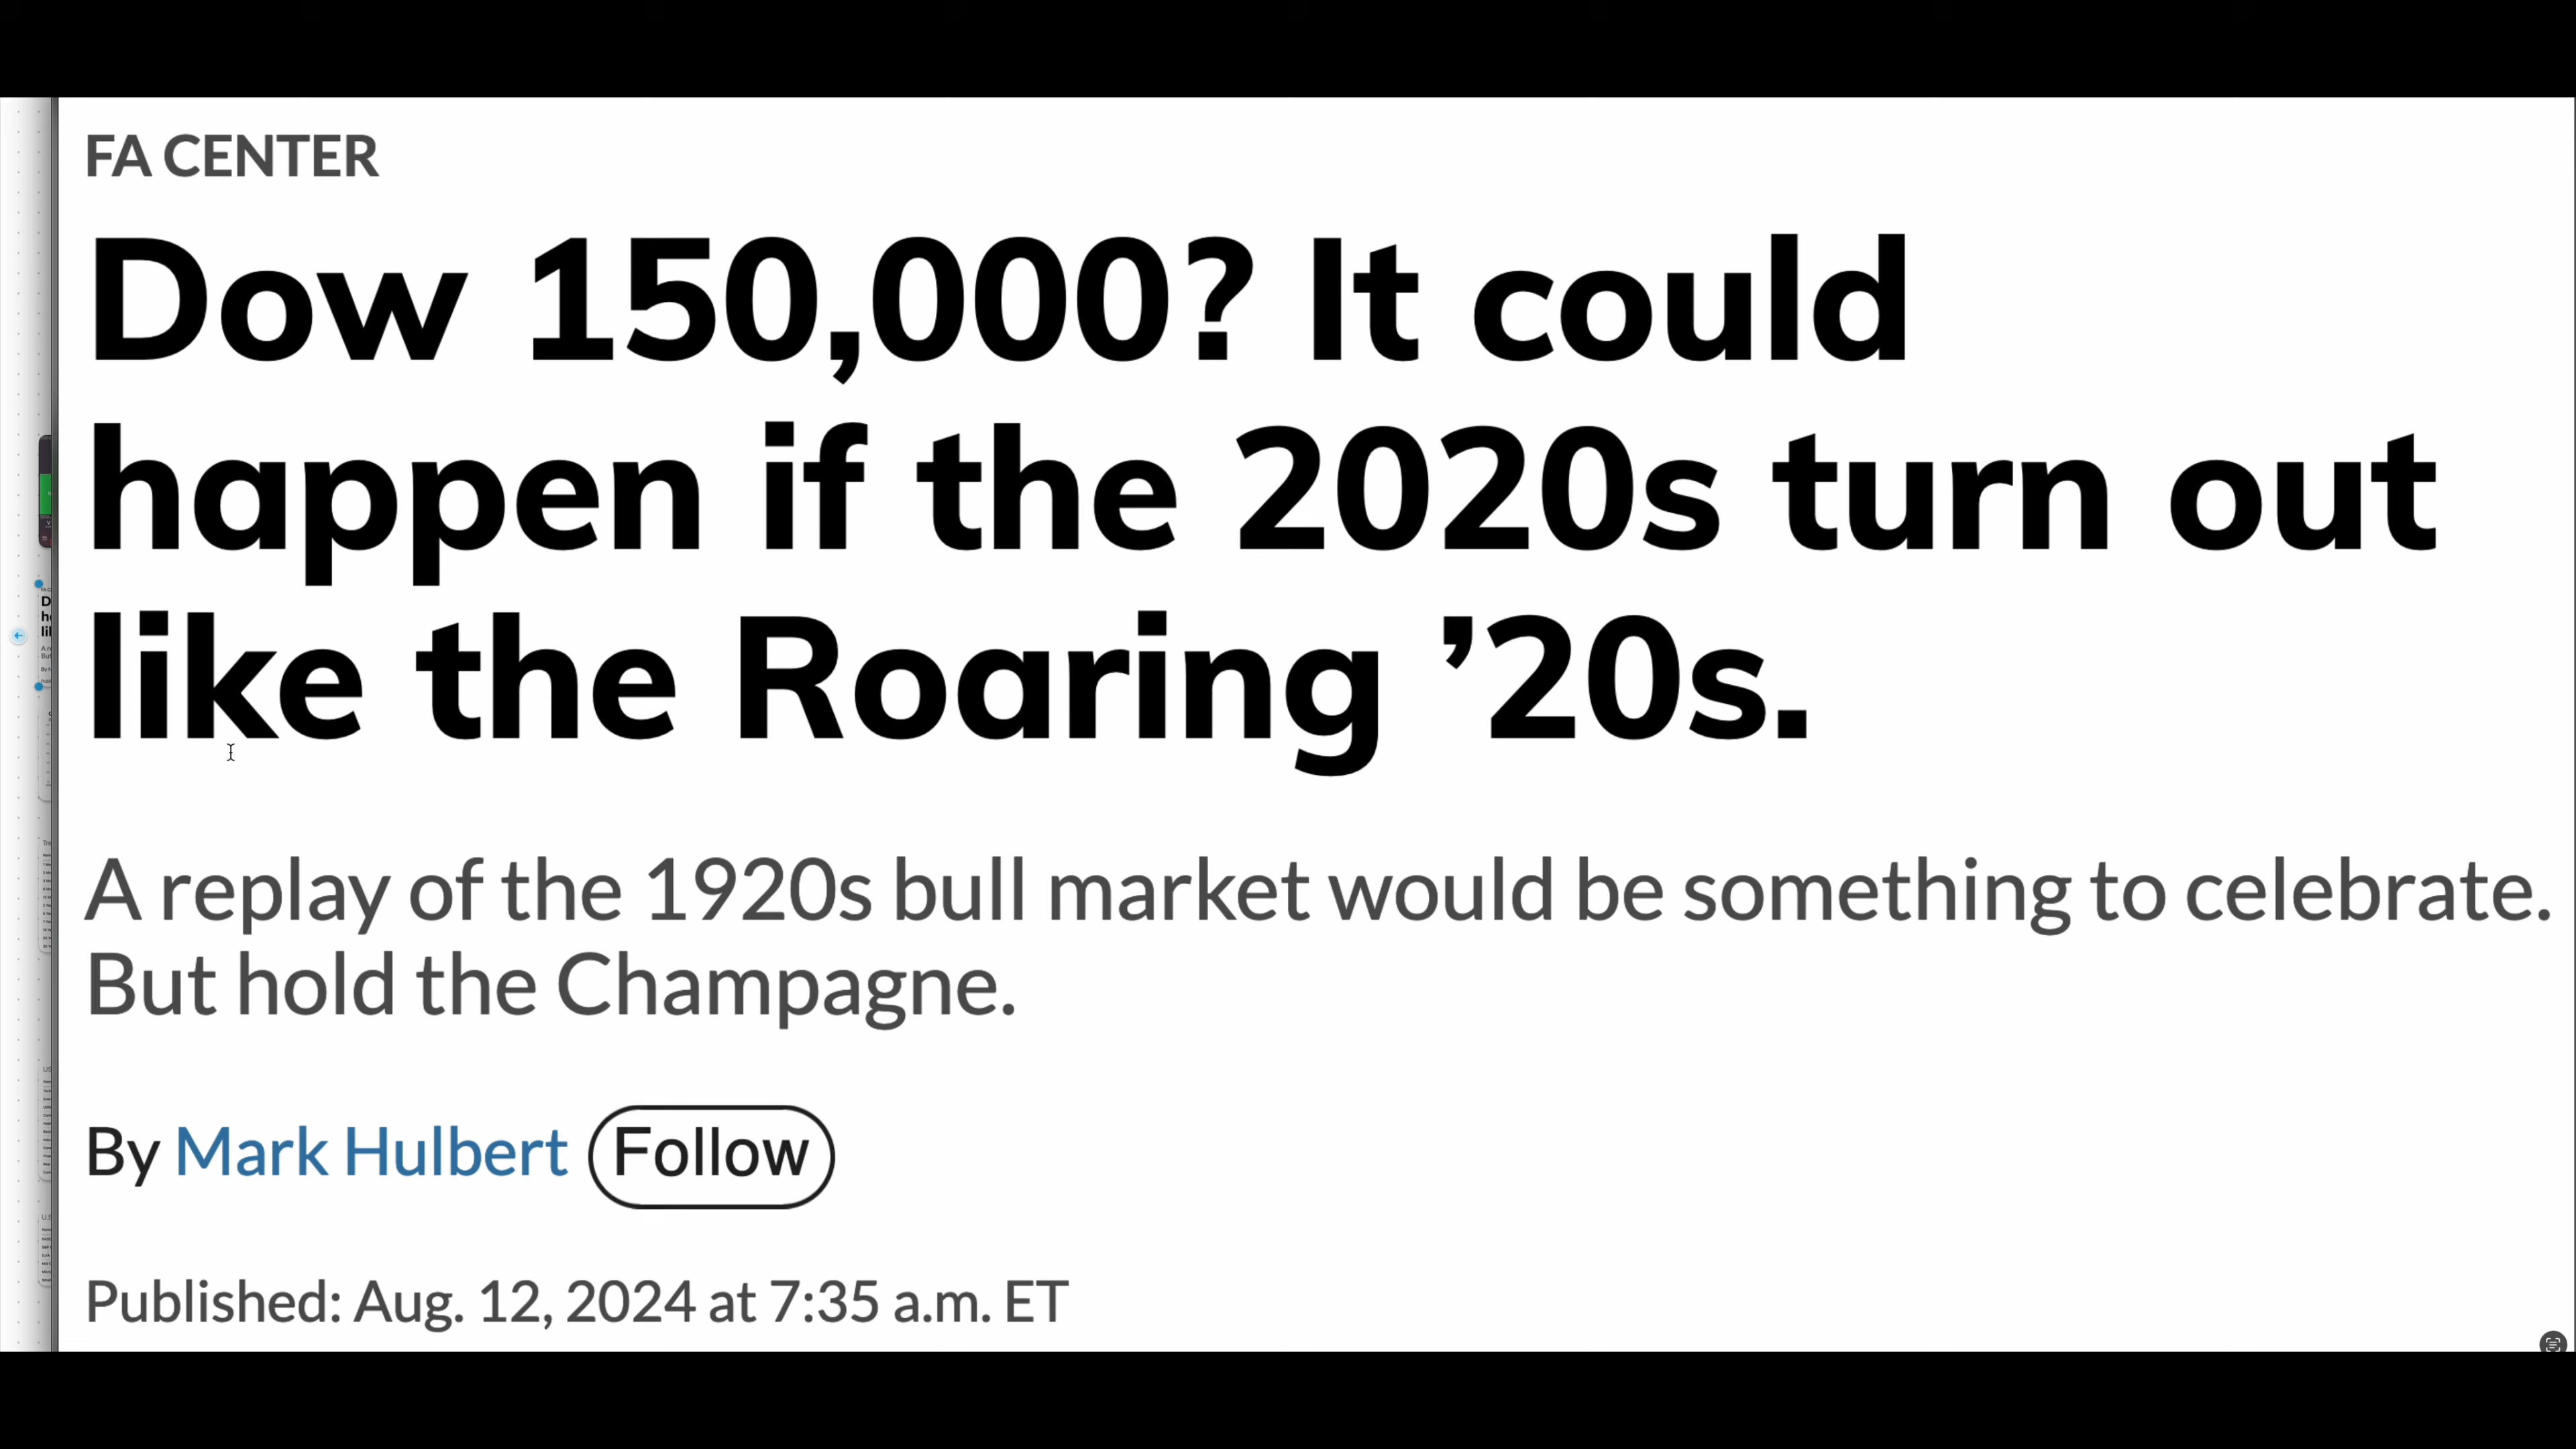 FA CENTER
Dow 150,000? It could
happen if the 2020s turn out
like the Roaring ’20s.
A replay of the 1920s bull market would be something to celebrate.
But hold the Champagne.
By Mark Hulbert Follow
Published: Aug. 12, 2024 at 7:35 a.m. ET